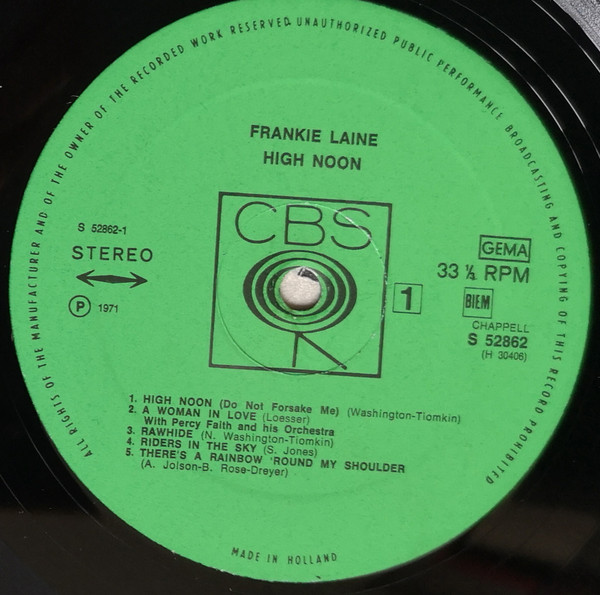 ALL RIGHTS OF THE MANUFACTURER AND OF THE OWNER OF THE RECORDED WORK RESERVED UNAUTHORIZED PUBLIC PERFORMANCE BROADCASTING AND COPYING OF THIS RECORD PROHIBITED
FRANKIE LAINE
HIGH NOON
CBS
S 52862-1
STEREO
Ⓟ 1971
GEMA
33 ⅓ RPM
1
BIEM
CHAPPELL
S 52862
(H 30406)
1. HIGH NOON (Do Not Forsake Me) (Washington-Tiomkin)
2. A WOMAN IN LOVE (Loesser)
With Percy Faith and his Orchestra
3. RAWHIDE (N. Washington-Tiomkin)
4. RIDERS IN THE SKY (S. Jones)
5. THERE'S A RAINBOW 'ROUND MY SHOULDER
(A. Jolson-B. Rose-Dreyer)
MADE IN HOLLAND